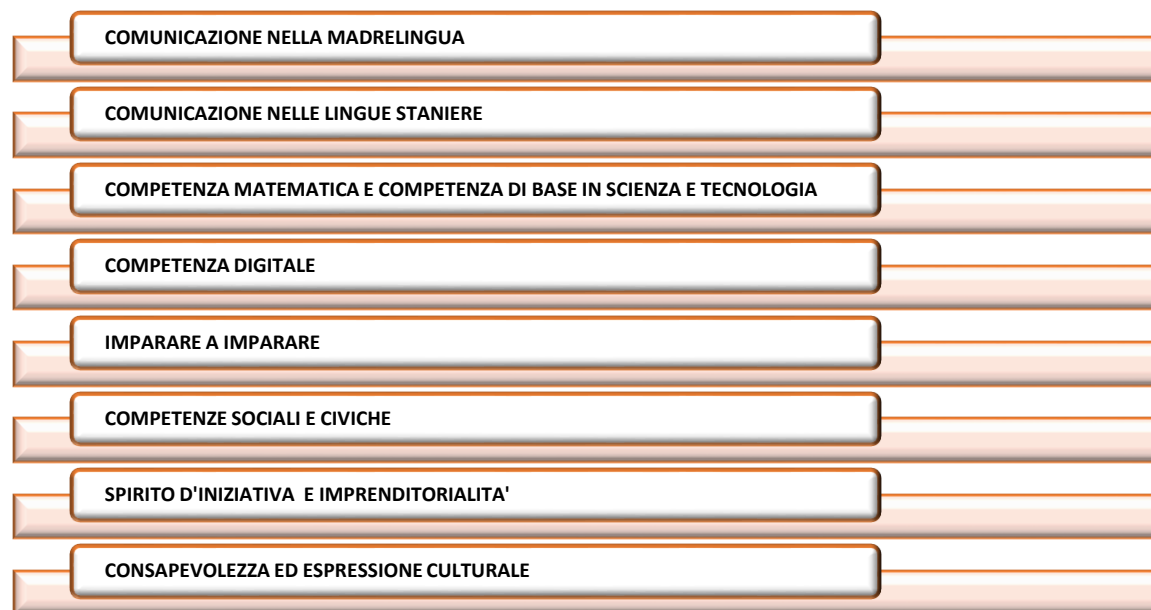 COMUNICAZIONE NELLA MADRELINGUA
COMUNICAZIONE NELLE LINGUE STANIERE
COMPETENZA MATEMATICA E COMPETENZA DI BASE IN SCIENZA E TECNOLOGIA
COMPETENZA DIGITALE
IMPARARE A IMPARARE
COMPETENZE SOCIALI E CIVICHE
SPIRITO D'INIZIATIVA  E IMPRENDITORIALITA'
CONSAPEVOLEZZA ED ESPRESSIONE CULTURALE